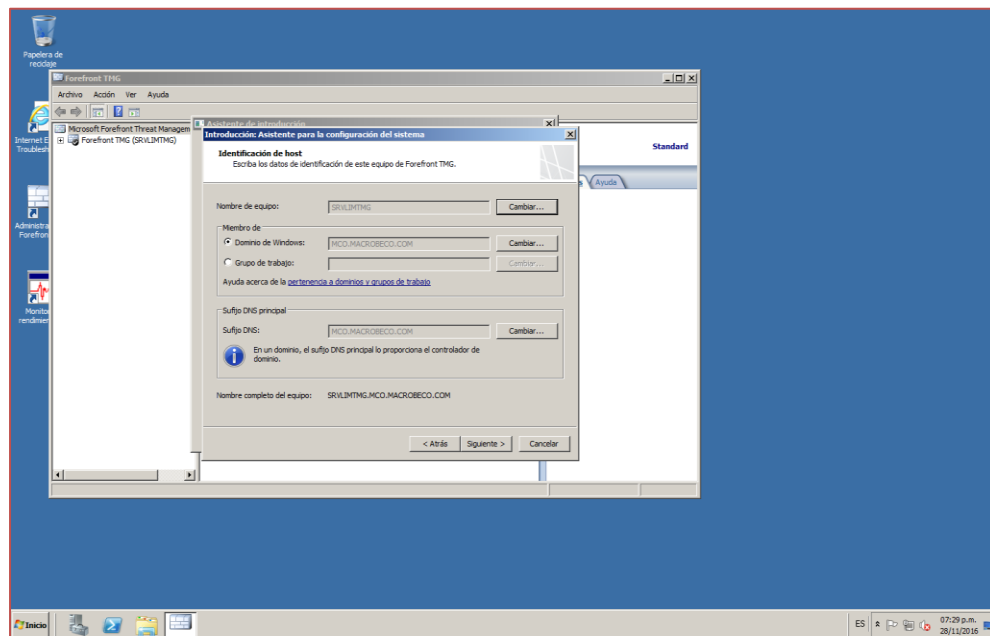 Papelera de
reciclaje
Forefront TMG
Archivo Acción Ver Ayuda
Microsoft Forefront Threat Managem
Forefront TMG (SRVLIMTMG)
Internet E
Troublesh
Administra
Forefron
Monito
rendimier
Asistente de introducción
Introducción: Asistente para la configuración del sistema
Identificación de host
Escriba los datos de identificación de este equipo de Forefront TMG.
Standard
Ayuda
Nombre de equipo: SRVLIMTMG Cambiar...
Miembro de
Dominio de Windows: MCO.MACROBECO.COM Cambiar...
Grupo de trabajo: Cambiar...
Ayuda acerca de la pertenencia a dominios y grupos de trabajo
Sufijo DNS principal
Sufijo DNS: MCO.MACROBECO.COM Cambiar...
En un dominio, el sufijo DNS principal lo proporciona el controlador de
dominio.
Nombre completo del equipo: SRVLIMTMG.MCO.MACROBECO.COM
< Atrás Siguiente > Cancelar
Inicio
ES
07:29 p.m.
28/11/2016